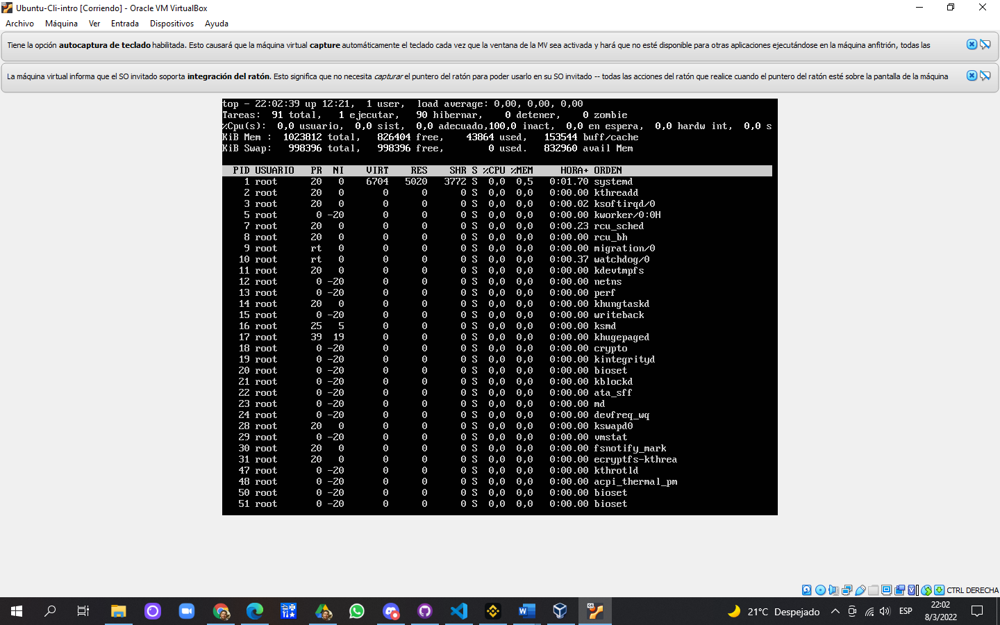 Ubuntu-Cli-intro [Corriendo] - Oracle VM VirtualBox
Archivo Máquina Ver Entrada Dispositivos Ayuda
Tiene la opción autocaptura de teclado habilitada. Esto causará que la máquina virtual capture automáticamente el teclado cada vez que la ventana de la MV sea activada y hará que no esté disponible para otras aplicaciones ejecutándose en la máquina anfitrión, todas las
La máquina virtual informa que el SO invitado soporta integración del ratón. Esto significa que no necesita capturar el puntero del ratón para poder usarlo en su SO invitado -- todas las acciones del ratón que realice cuando el puntero del ratón esté sobre la pantalla de la máquina
top - 22:02:39 up 12:21, 1 user, load average: 0,00, 0,00, 0,00
Tareas: 91 total, 1 ejecutar, 90 hibernar, 0 detener, 0 zombie
%Cpu(s): 0,0 usuario, 0,0 sist, 0,0 adecuado,100,0 inact, 0,0 en espera, 0,0 hardw int, 0,0 s
KiB Mem : 1023812 total, 826404 free, 43864 used, 153544 buff/cache
KiB Swap: 998396 total, 998396 free, 0 used. 832960 avail Mem
PID USUARIO PR NI VIRT RES SHR S %CPU %MEM HORA+ ORDEN
1 root 20 0 6704 5020 3772 S 0,0 0,5 0:01.70 systemd
2 root 20 0 0 0 0 S 0,0 0,0 0:00.00 kthreadd
3 root 20 0 0 0 0 S 0,0 0,0 0:00.02 ksoftirqd/0
5 root 0 -20 0 0 0 S 0,0 0,0 0:00.00 kworker/0:0H
7 root 20 0 0 0 0 S 0,0 0,0 0:00.23 rcu_sched
8 root 20 0 0 0 0 S 0,0 0,0 0:00.00 rcu_bh
9 root rt 0 0 0 0 S 0,0 0,0 0:00.00 migration/0
10 root rt 0 0 0 0 S 0,0 0,0 0:00.37 watchdog/0
11 root 20 0 0 0 0 S 0,0 0,0 0:00.00 kdevtmpfs
12 root 0 -20 0 0 0 S 0,0 0,0 0:00.00 netns
13 root 0 -20 0 0 0 S 0,0 0,0 0:00.00 perf
14 root 20 0 0 0 0 S 0,0 0,0 0:00.00 khungtaskd
15 root 0 -20 0 0 0 S 0,0 0,0 0:00.00 writeback
16 root 25 5 0 0 0 S 0,0 0,0 0:00.00 ksmd
17 root 39 19 0 0 0 S 0,0 0,0 0:00.00 khugepaged
18 root 0 -20 0 0 0 S 0,0 0,0 0:00.00 crypto
19 root 0 -20 0 0 0 S 0,0 0,0 0:00.00 kintegrityd
20 root 0 -20 0 0 0 S 0,0 0,0 0:00.00 bioset
21 root 0 -20 0 0 0 S 0,0 0,0 0:00.00 kblockd
22 root 0 -20 0 0 0 S 0,0 0,0 0:00.00 ata_sff
23 root 0 -20 0 0 0 S 0,0 0,0 0:00.00 md
24 root 0 -20 0 0 0 S 0,0 0,0 0:00.00 devfreq_wq
28 root 20 0 0 0 0 S 0,0 0,0 0:00.00 kswapd0
29 root 0 -20 0 0 0 S 0,0 0,0 0:00.00 vmstat
30 root 20 0 0 0 0 S 0,0 0,0 0:00.00 fsnotify_mark
31 root 20 0 0 0 0 S 0,0 0,0 0:00.00 ecryptfs-kthrea
47 root 0 -20 0 0 0 S 0,0 0,0 0:00.00 kthrotld
48 root 0 -20 0 0 0 S 0,0 0,0 0:00.00 acpi_thermal_pm
50 root 0 -20 0 0 0 S 0,0 0,0 0:00.00 bioset
51 root 0 -20 0 0 0 S 0,0 0,0 0:00.00 bioset
CTRL DERECHA
21°C Despejado
ESP
22:02
8/3/2022